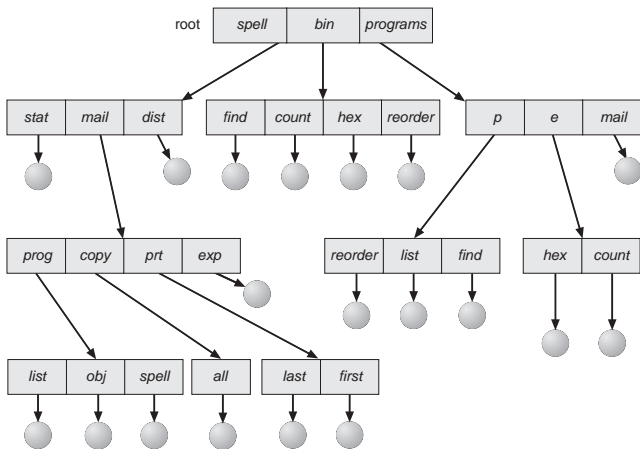 root spell bin programs
stat mail dist find count hex reorder p e mail
prog copy prt exp reorder list find hex count
list obj spell all last first